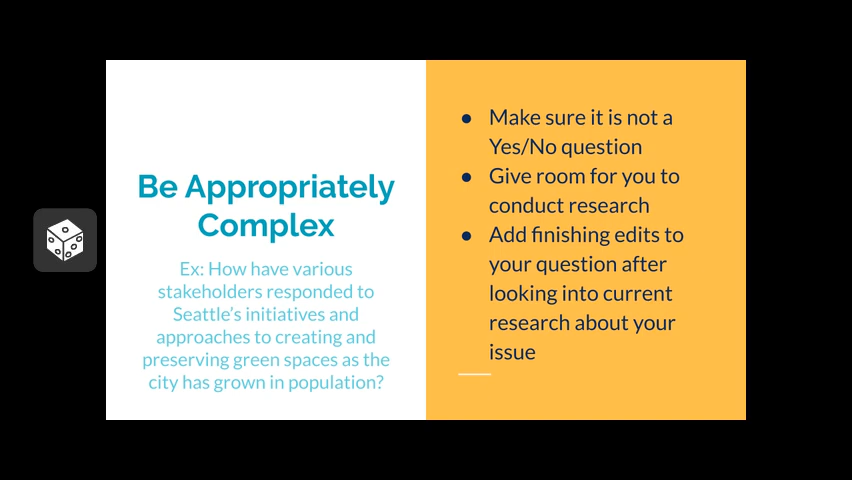 Be Appropriately
Complex
Ex: How have various
stakeholders responded to
Seattle's initiatives and
approaches to creating and
preserving green spaces as the
city has grown in population?
● Make sure it is not a
Yes/No question
● Give room for you to
conduct research
● Add finishing edits to
your question after
looking into current
research about your
issue